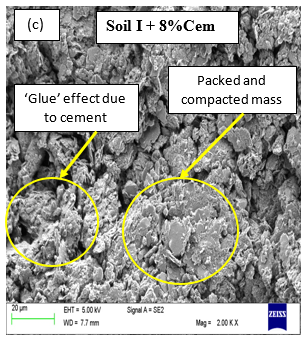 (c)
Soil I + 8%Cem
Packed and
compacted mass
‘Glue’ effect due
to cement
20 µm
EHT = 5.00 kV
Signal A = SE2
WD = 7.7 mm
Mag = 2.00 K X
ZEISS